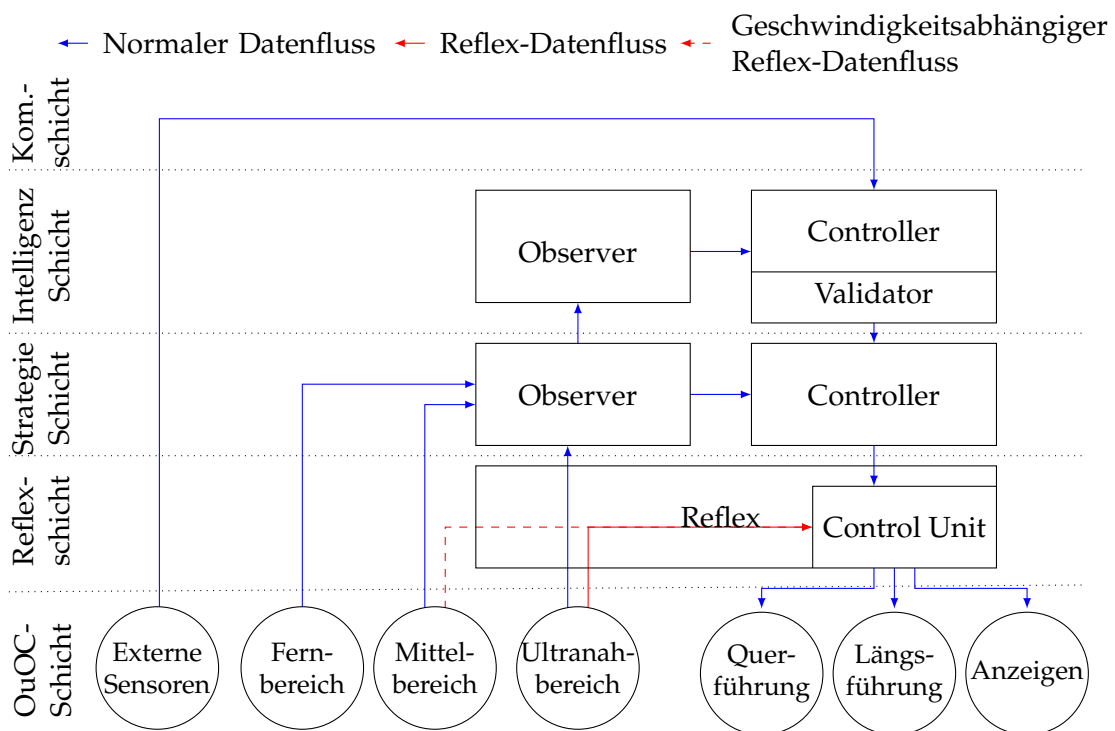 Normaler Datenfluss
Reflex-Datenfluss
Geschwindigkeitsabhängiger
Reflex-Datenfluss
Kom.-
schicht
Intelligenz
Schicht
Observer
Controller
Validator
Strategie
Schicht
Observer
Controller
Reflex-
schicht
Reflex
Control Unit
OuOC-
Schicht
Externe
Sensoren
Fern-
bereich
Mittel-
bereich
Ultranah-
bereich
Quer-
führung
Längs-
führung
Anzeigen